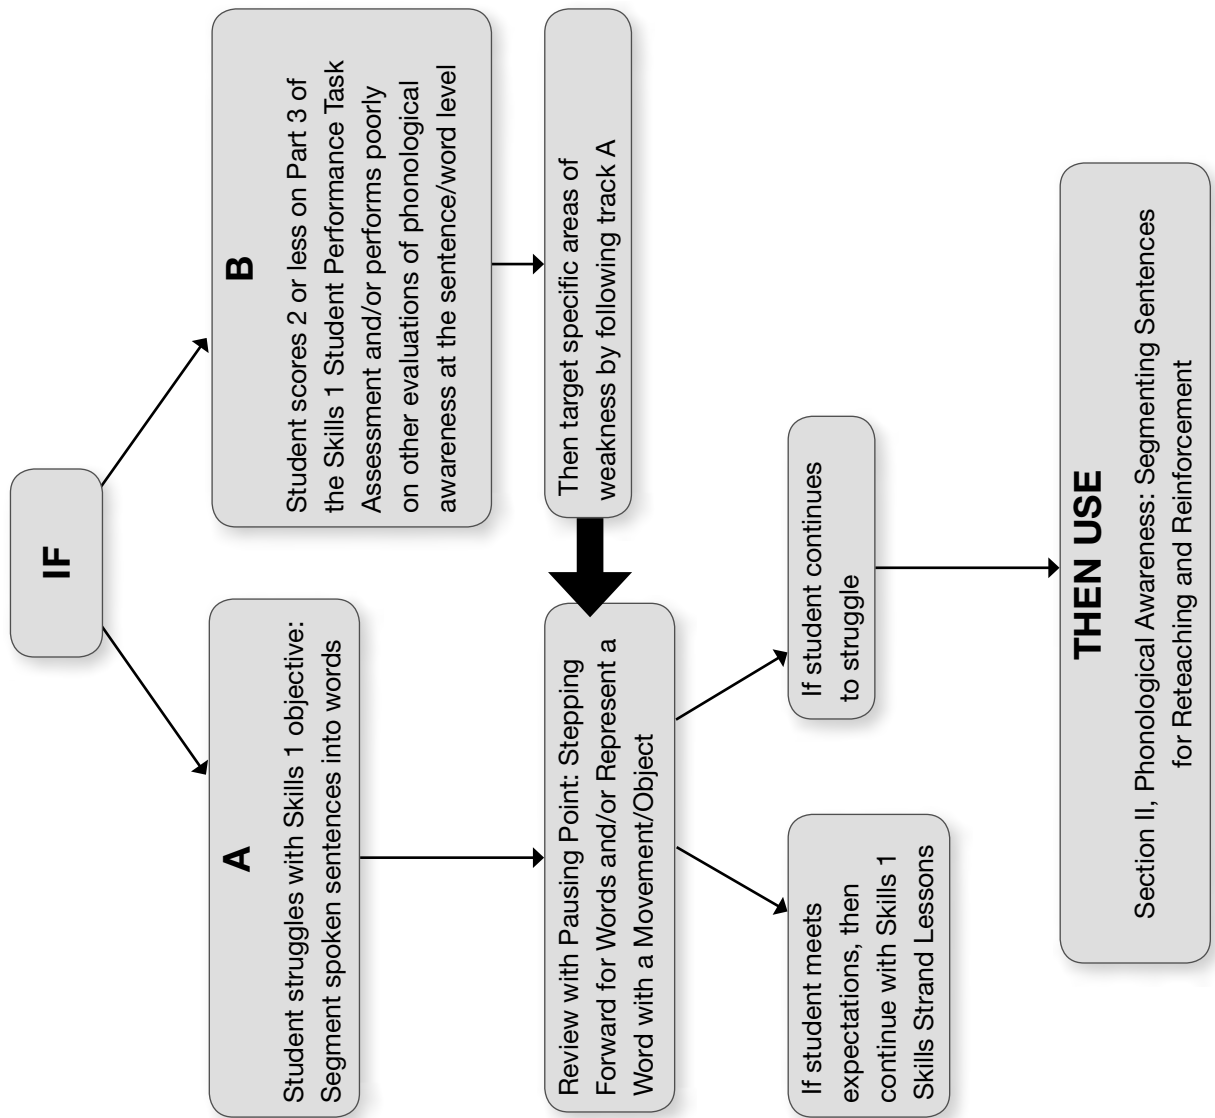 IF
A
Student struggles with Skills 1 objective:
Segment spoken sentences into words
B
Student scores 2 or less on Part 3 of
the Skills 1 Student Performance Task
Assessment and/or performs poorly
on other evaluations of phonological
awareness at the sentence/word level
Review with Pausing Point: Stepping
Forward for Words and/or Represent a
Word with a Movement/Object
Then target specific areas of
weakness by following track A
If student meets
expectations, then
continue with Skills 1
Skills Strand Lessons
If student continues
to struggle
THEN USE
Section II, Phonological Awareness: Segmenting Sentences
for Reteaching and Reinforcement